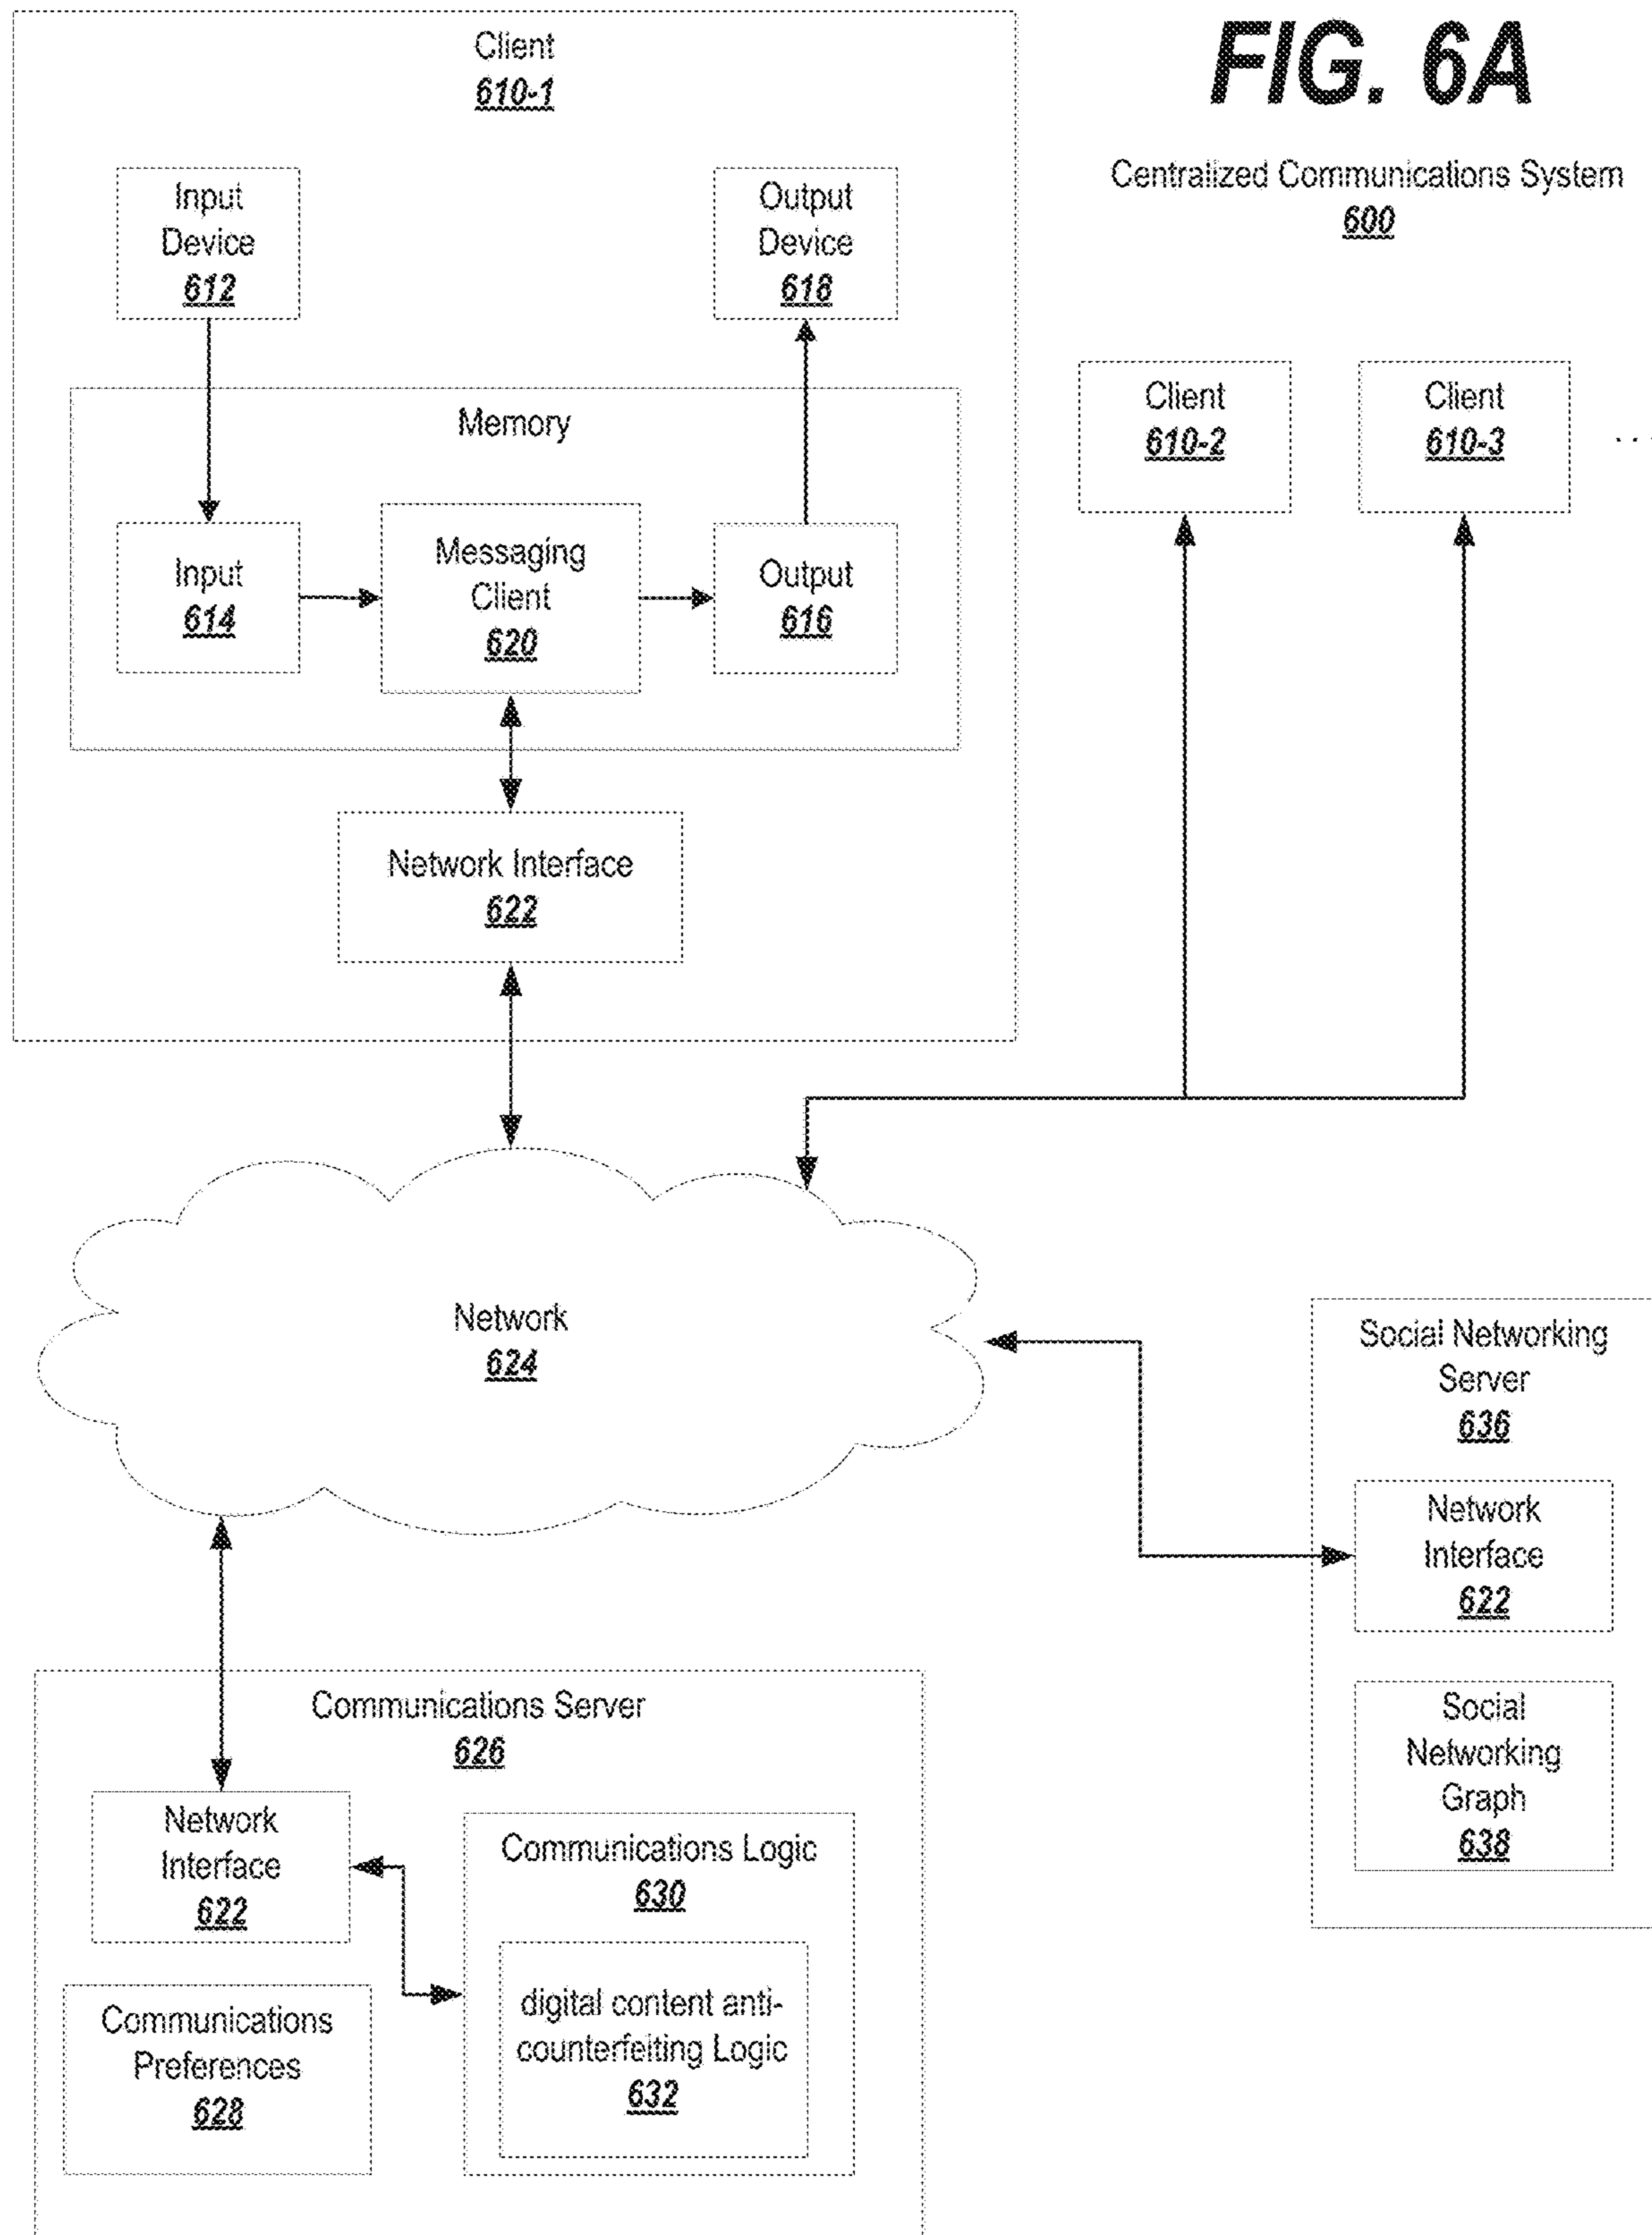 FIG. 6A
Centralized Communications System
600
Client
610-1
Input
Device
612
Output
Device
618
Memory
Input
614
Messaging
Client
620
Output
616
Network Interface
622
Client
610-2
Client
610-3
...
Network
624
Social Networking
Server
636
Network
Interface
622
Social
Networking
Graph
638
Communications Server
626
Network
Interface
622
Communications
Preferences
628
Communications Logic
630
digital content anti-
counterfeiting Logic
632